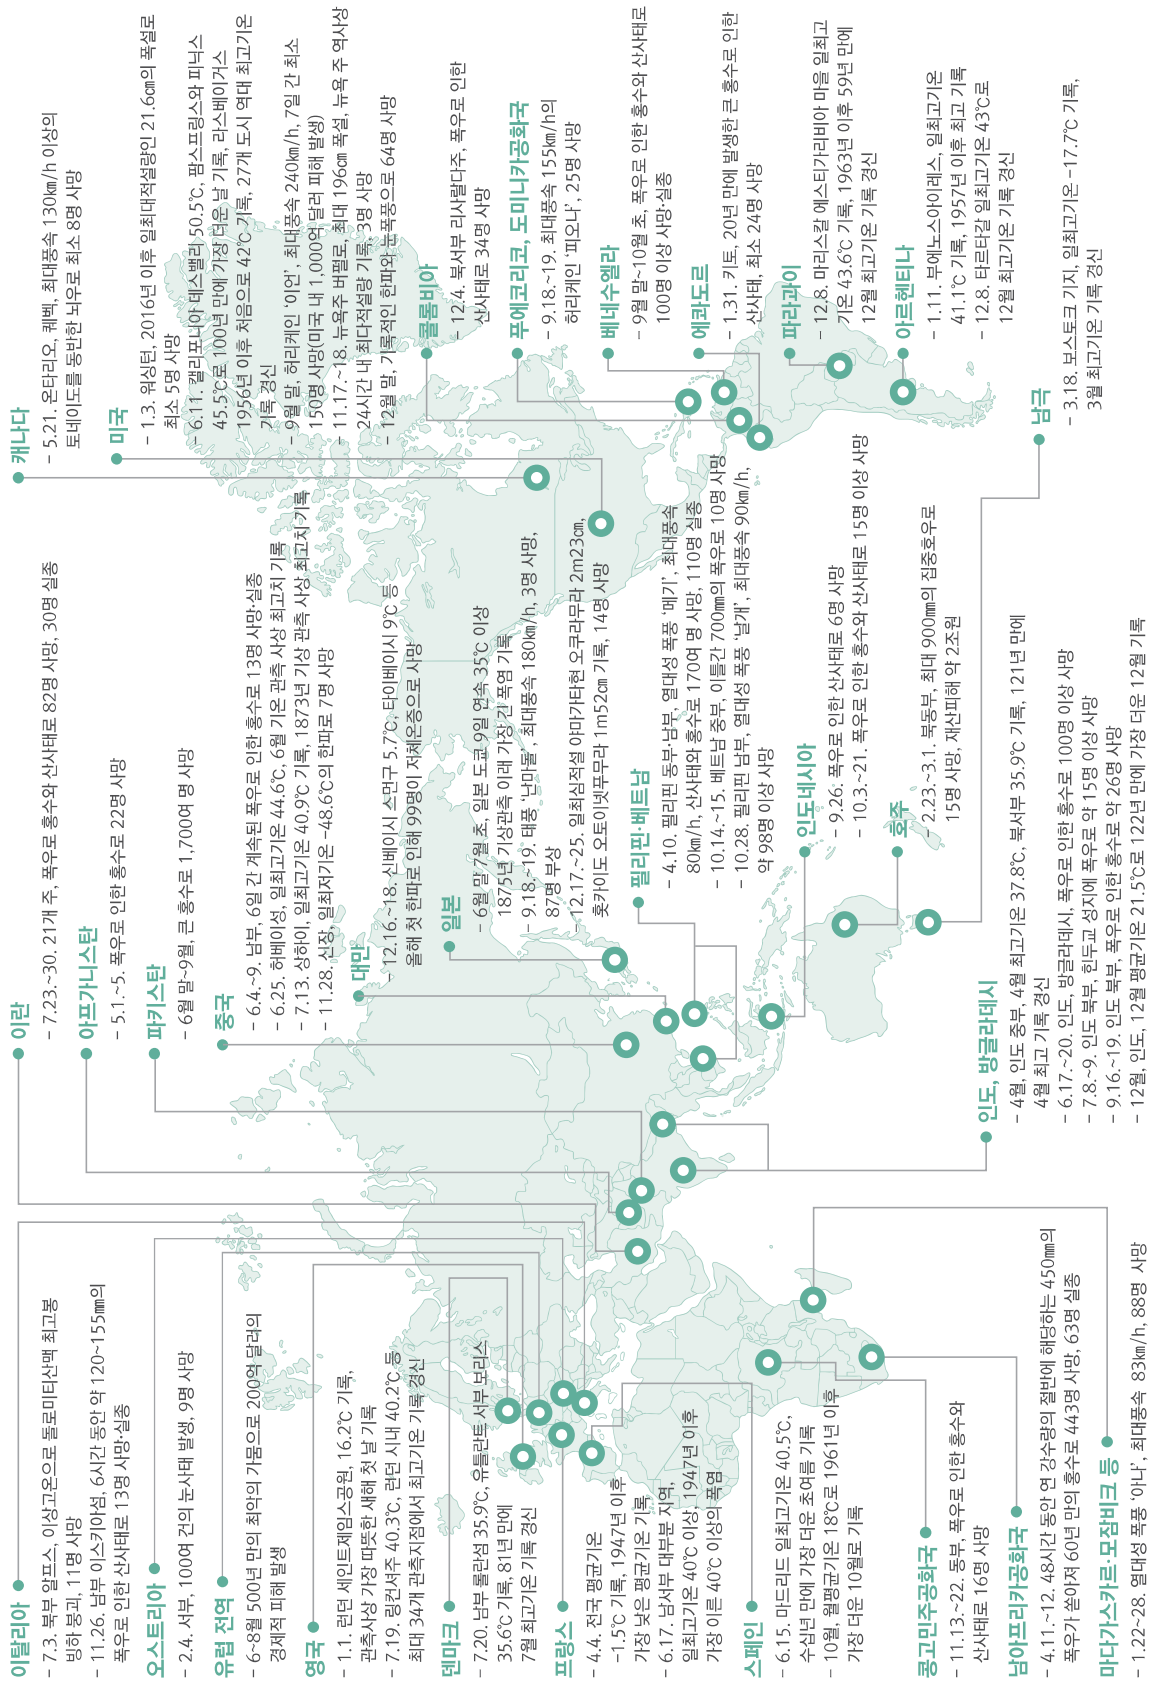 이탈리아
- 7.3. 북부 알프스, 이상고온으로 돌로미티산맥 최고봉
빙하 붕괴, 11명 사망
- 11.26. 남부 이스키아섬, 6시간 동안 약 120~155㎜의
폭우로 인한 산사태로 13명 사망·실종
오스트리아
- 2.4. 서부, 100여 건의 눈사태 발생, 9명 사망
유럽 전역
- 6~8월 500년 만의 최악의 가뭄으로 200억 달러의
경제적 피해 발생
영국
- 1.1. 런던 세인트제임스공원, 16.2℃ 기록,
관측사상 가장 따뜻한 새해 첫 날 기록
- 7.19. 링컨셔주 40.3℃, 런던 시내 40.2℃ 등
최대 34개 관측지점에서 최고기온 기록 경신
덴마크
- 7.20. 남부 롤란섬 35.9℃, 유틀란트 서부 보리스
35.6℃ 기록, 81년 만에
7월 최고기온 기록 경신
프랑스
- 4.4. 전국 평균기온
-1.5℃ 기록, 1947년 이후
가장 낮은 평균기온 기록
- 6.17. 남서부 대부분 지역,
일최고기온 40℃ 이상, 1947년 이후
가장 이른 40℃ 이상의 폭염
스페인
- 6.15. 마드리드 일최고기온 40.5℃,
수십년 만에 가장 더운 초여름 기록
- 10월, 월평균기온 18℃로 1961년 이후
가장 더운 10월로 기록
콩고민주공화국
- 11.13.~22. 동부, 폭우로 인한 홍수와
산사태로 16명 사망
남아프리카공화국
- 4.11.~12. 48시간 동안 연 강수량의 절반에 해당하는 450㎜의
폭우가 쏟아져 60년 만의 홍수로 443명 사망, 63명 실종
마다가스카르·모잠비크 등
- 1.22~28. 열대성 폭풍 ‘아나’, 최대풍속 83㎞/h, 88명 사망
이란
- 7.23.~30. 21개 주, 폭우로 홍수와 산사태로 82명 사망, 30명 실종
아프가니스탄
- 5.1.~5. 폭우로 인한 홍수로 22명 사망
파키스탄
- 6월 말~9월, 큰 홍수로 1,700여 명 사망
중국
- 6.4.~9. 남부, 6일 간 계속된 폭우로 인한 홍수로 13명 사망·실종
- 6.25. 허베이성, 일최고기온 44.6℃, 6월 기온 관측 사상 최고치 기록
- 7.13. 상하이, 일최고기온 40.9℃ 기록, 1873년 기상 관측 사상 최고치 기록
- 11.28. 신장, 일최저기온 -48.6℃의 한파로 7명 사망
대만
- 12.16.~18. 신베이시 스먼구 5.7℃, 타이베이시 9℃ 등
올해 첫 한파로 인해 99명이 저체온증으로 사망
일본
- 6월 말 7월 초, 일본 도쿄 9일 연속 35℃ 이상
1875년 기상관측 이래 가장 긴 폭염 기록
- 9.18.~19. 태풍 ‘난마돌’, 최대풍속 180㎞/h, 3명 사망,
87명 부상
- 12.17.~25. 일최심적설 야마가타현 오쿠라무라 2m23㎝,
홋카이도 오토이넷푸무라 1m52㎝ 기록, 14명 사망
필리핀·베트남
- 4.10. 필리핀 동부·남부, 열대성 폭풍 ‘메기’, 최대풍속
80㎞/h, 산사태와 홍수로 170여 명 사망, 110명 실종
- 10.14.~15. 베트남 중부, 이틀간 700㎜의 폭우로 10명 사망
- 10.28. 필리핀 남부, 열대성 폭풍 ‘날개’, 최대풍속 90㎞/h,
약 98명 이상 사망
인도네시아
- 9.26. 폭우로 인한 산사태로 6명 사망
- 10.3.~21. 폭우로 인한 홍수와 산사태로 15명 이상 사망
호주
- 2.23.~3.1. 북동부, 최대 900㎜의 집중호우로
15명 사망, 재산피해 약 2조원
인도, 방글라데시
- 4월, 인도 중부, 4월 최고기온 37.8℃, 북서부 35.9℃ 기록, 121년 만에
4월 최고 기록 경신
- 6.17.~20. 인도, 방글라데시, 폭우로 인한 홍수로 100명 이상 사망
- 7.8.~9. 인도 북부, 힌두교 성지에 폭우로 약 15명 이상 사망
- 9.16.~19. 인도 북부, 폭우로 인한 홍수로 약 26명 사망
- 12월, 인도, 12월 평균기온 21.5℃로 122년 만에 가장 더운 12월 기록
캐나다
- 5.21. 온타리오, 퀘벡, 최대풍속 130㎞/h 이상의
토네이도를 동반한 뇌우로 최소 8명 사망
미국
- 1.3. 워싱턴, 2016년 이후 일최대적설량인 21.6㎝의 폭설로
최소 5명 사망
- 6.11. 캘리포니아 데스밸리 50.5℃, 팜스프링스와 피닉스
45.5℃로 100년 만에 가장 더운 날 기록, 라스베이거스
1956년 이후 처음으로 42℃ 기록, 27개 도시 역대 최고기온
기록 경신
- 9월 말, 허리케인 ‘이언’, 최대풍속 240㎞/h, 7일 간 최소
150명 사망(미국 내 1,000억 달러 피해 발생)
- 11.17.~18. 뉴욕주 버펄로, 최대 196㎝ 폭설, 뉴욕 주 역사상
24시간 내 최다적설량 기록, 3명 사망
- 12월 말, 기록적인 한파와 눈폭풍으로 64명 사망
콜롬비아
- 12.4. 북서부 리사랄다주, 폭우로 인한
산사태로 34명 사망
푸에코리코, 도미니카공화국
- 9.18.~19. 최대풍속 155㎞/h의
허리케인 ‘피오나’, 25명 사망
베네수엘라
- 9월 말~10월 초, 폭우로 인한 홍수와 산사태로
100명 이상 사망·실종
에콰도르
- 1.31. 키토, 20년 만에 발생한 큰 홍수로 인한
산사태, 최소 24명 사망
파라과이
- 12.8. 마리스칼 에스티가리비아 마을 일최고
기온 43.6℃ 기록, 1963년 이후 59년 만에
12월 최고기온 기록 경신
아르헨티나
- 1.11. 부에노스아이레스, 일최고기온
41.1℃ 기록, 1957년 이후 최고 기록
- 12.8. 타르타갈 일최고기온 43℃로
12월 최고기온 기록 경신
남극
- 3.18. 보스토크 기지, 일최고기온 -17.7℃ 기록,
3월 최고기온 기록 경신